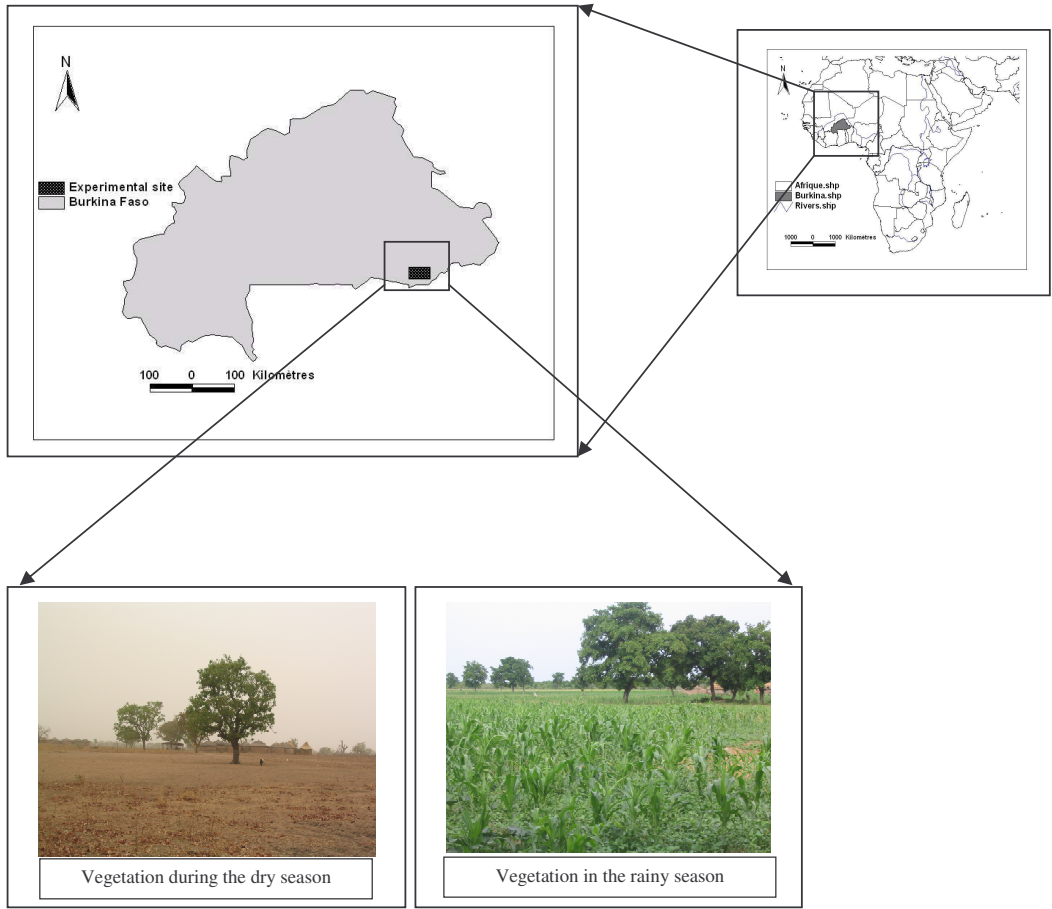 N
Experimental site
Burkina Faso
100 0 100 Kilomètres
N
Afrique.shp
Burkina.shp
Rivers.shp
1000 0 1000 Kilomètres
Vegetation during the dry season
Vegetation in the rainy season